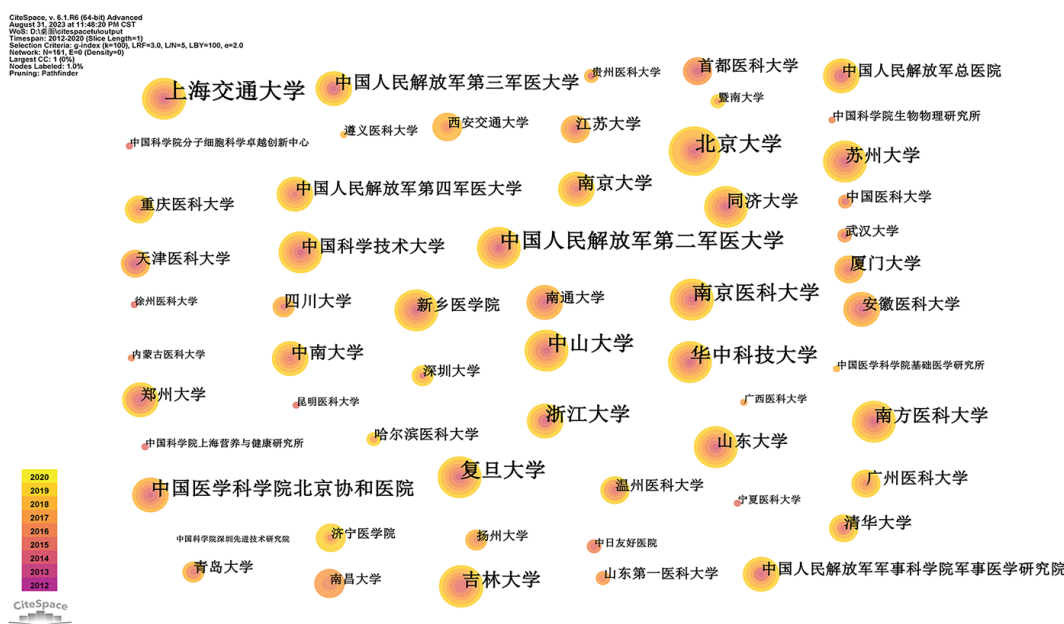 CiteSpace, v. 6.1.R6 (64-bit) Advanced
August 31, 2023 at 11:48:20 PM CST
WoS: D:\桌面\citespacetu\output
Timespan: 2012-2020 (Slice Length=1)
Selection Criteria: g-index (k=100), LRF=3.0, L/N=5, LBY=100, e=2.0
Network: N=161, E=0 (Density=0)
Largest CC: 1 (0%)
Nodes Labeled: 1.0%
Pruning: Pathfinder
上海交通大学
中国人民解放军第三军医大学
贵州医科大学
首都医科大学
中国人民解放军总医院
暨南大学
中国科学院分子细胞科学卓越创新中心
遵义医科大学
西安交通大学
江苏大学
北京大学
中国科学院生物物理研究所
苏州大学
重庆医科大学
中国人民解放军第四军医大学
南京大学
同济大学
中国医科大学
天津医科大学
中国科学技术大学
中国人民解放军第二军医大学
武汉大学
厦门大学
徐州医科大学
四川大学
新乡医学院
南通大学
南京医科大学
安徽医科大学
内蒙古医科大学
中南大学
深圳大学
中山大学
华中科技大学
中国医学科学院基础医学研究所
郑州大学
昆明医科大学
浙江大学
广西医科大学
南方医科大学
中国科学院上海营养与健康研究所
哈尔滨医科大学
山东大学
中国医学科学院北京协和医院
复旦大学
温州医科大学
宁夏医科大学
广州医科大学
中国科学院深圳先进技术研究院
济宁医学院
扬州大学
中日友好医院
清华大学
青岛大学
南昌大学
吉林大学
山东第一医科大学
中国人民解放军军事科学院军事医学研究院
2020
2019
2018
2017
2016
2015
2014
2013
2012
CiteSpace